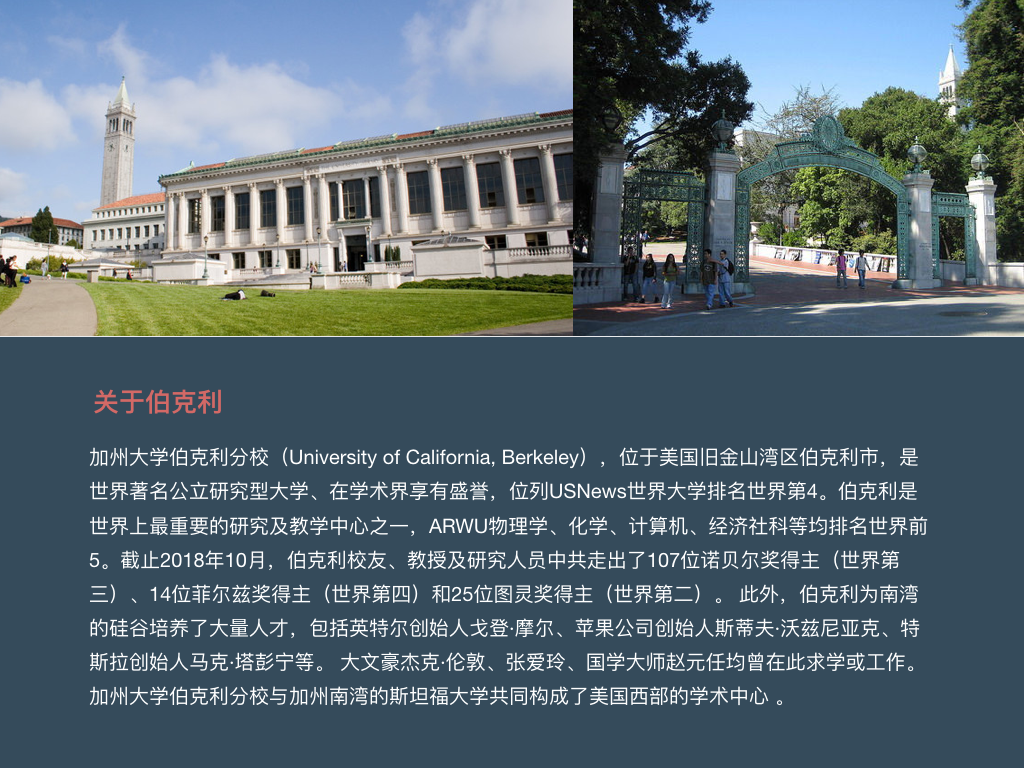 关于伯克利
加州大学伯克利分校（University of California, Berkeley），位于美国旧金山湾区伯克利市，是
世界著名公立研究型大学、在学术界享有盛誉，位列USNews世界大学排名世界第4。伯克利是
世界上最重要的研究及教学中心之一，ARWU物理学、化学、计算机、经济社科等均排名世界前
5。截止2018年10月，伯克利校友、教授及研究人员中共走出了107位诺贝尔奖得主（世界第
三）、14位菲尔兹奖得主（世界第四）和25位图灵奖得主（世界第二）。 此外，伯克利为南湾
的硅谷培养了大量人才，包括英特尔创始人戈登·摩尔、苹果公司创始人斯蒂夫·沃兹尼亚克、特
斯拉创始人马克·塔彭宁等。 大文豪杰克·伦敦、张爱玲、国学大师赵元任均曾在此求学或工作。
加州大学伯克利分校与加州南湾的斯坦福大学共同构成了美国西部的学术中心 。